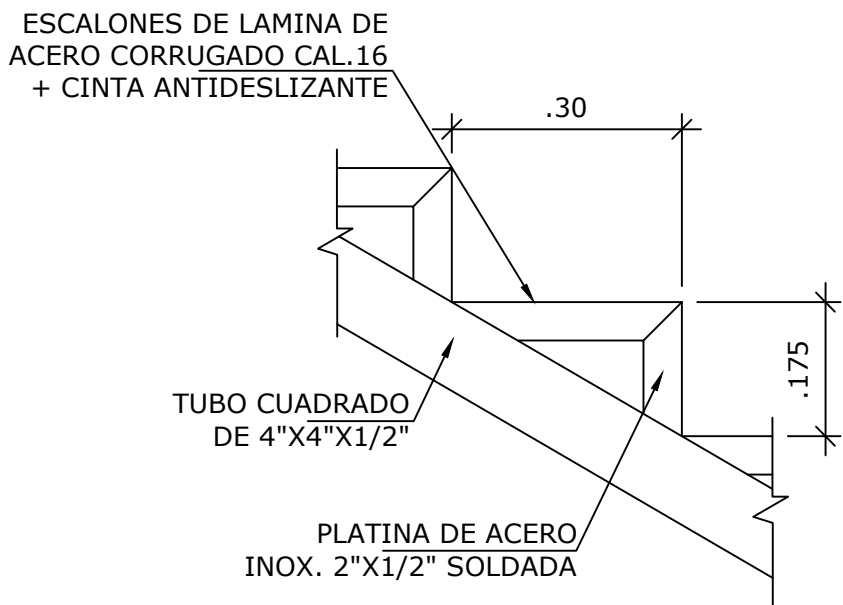 ESCALONES DE LAMINA DE
ACERO CORRUGADO CAL.16
+ CINTA ANTIDESLIZANTE
.30
.175
TUBO CUADRADO
DE 4"X4"X1/2"
PLATINA DE ACERO
INOX. 2"X1/2" SOLDADA